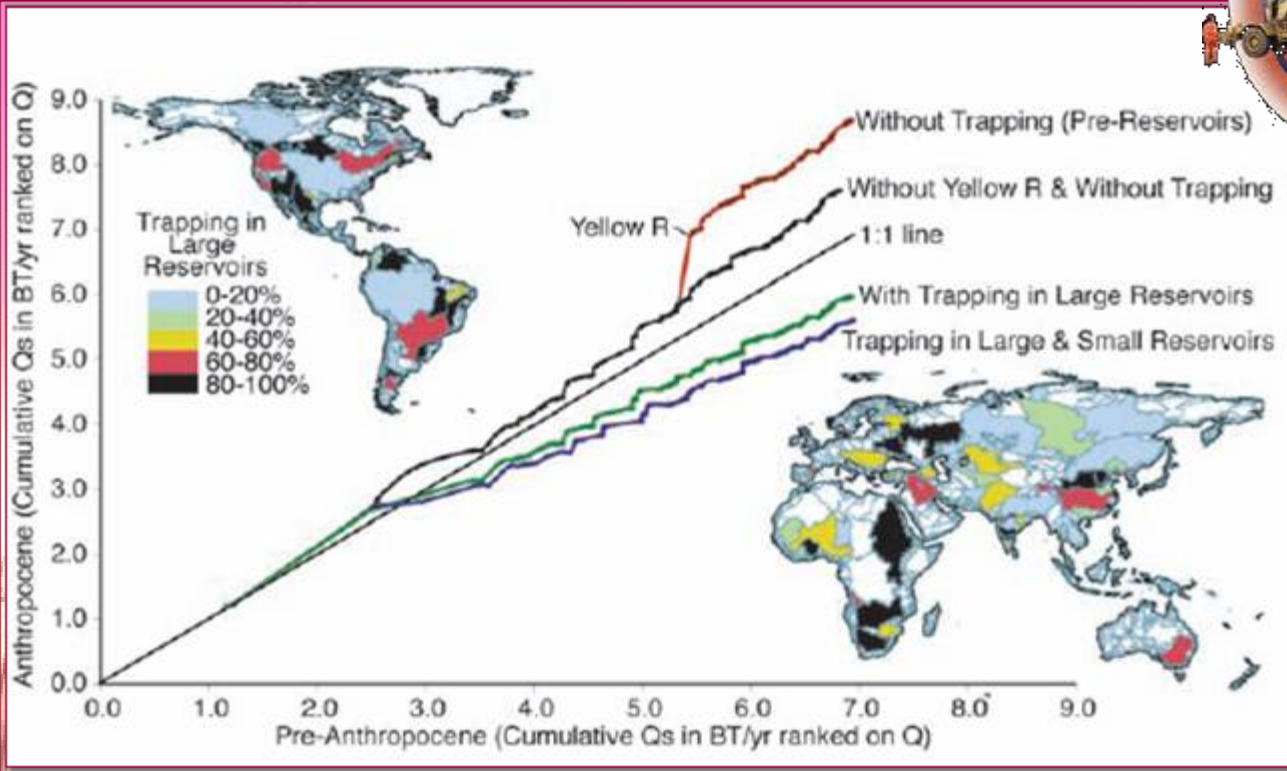 Anthropocene (Cumulative Qs in BT/yr ranked on Q)
9.0
8.0
7.0
6.0
5.0
4.0
3.0
2.0
1.0
0.0
Trapping in
Large
Reservoirs
0-20%
20-40%
40-60%
60-80%
80-100%
Without Trapping (Pre-Reservoirs)
Without Yellow R & Without Trapping
Yellow R
1:1 line
With Trapping in Large Reservoirs
Trapping in Large & Small Reservoirs
0.0 1.0 2.0 3.0 4.0 5.0 6.0 7.0 8.0 9.0
Pre-Anthropocene (Cumulative Qs in BT/yr ranked on Q)